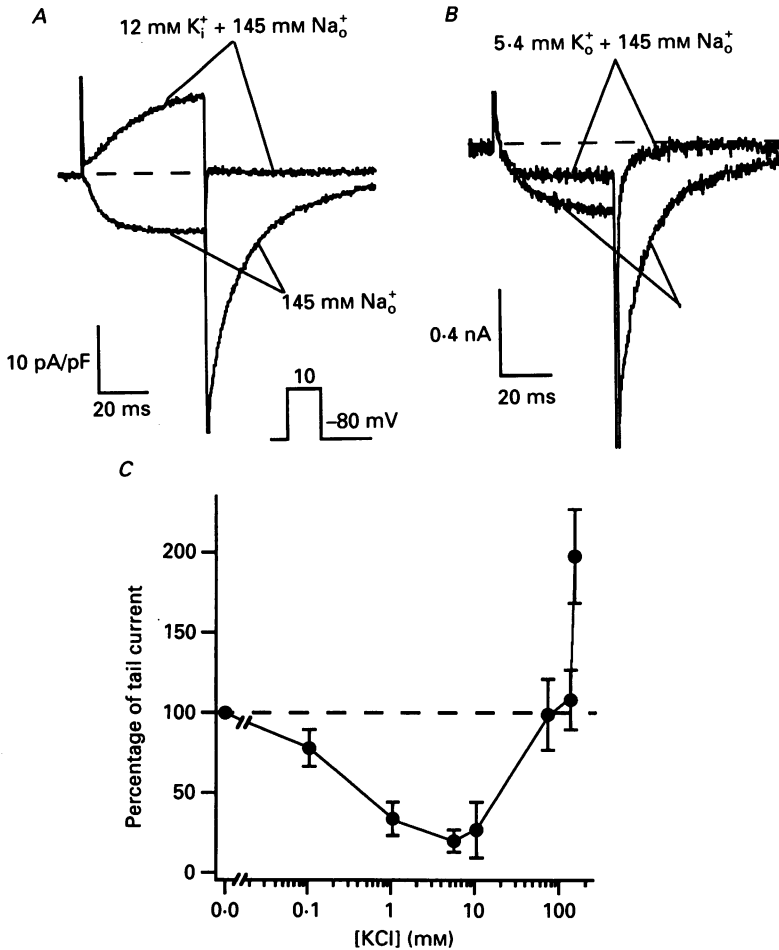 A
12 mM K⁺ᵢ + 145 mM Na⁺ₒ
145 mM Na⁺ₒ
10 pA/pF
20 ms
10
−80 mV
B
5·4 mM K⁺ₒ + 145 mM Na⁺ₒ
0·4 nA
20 ms
C
Percentage of tail current
200
150
100
50
0
0·0
0·1
1
10
100
[KCl] (mM)